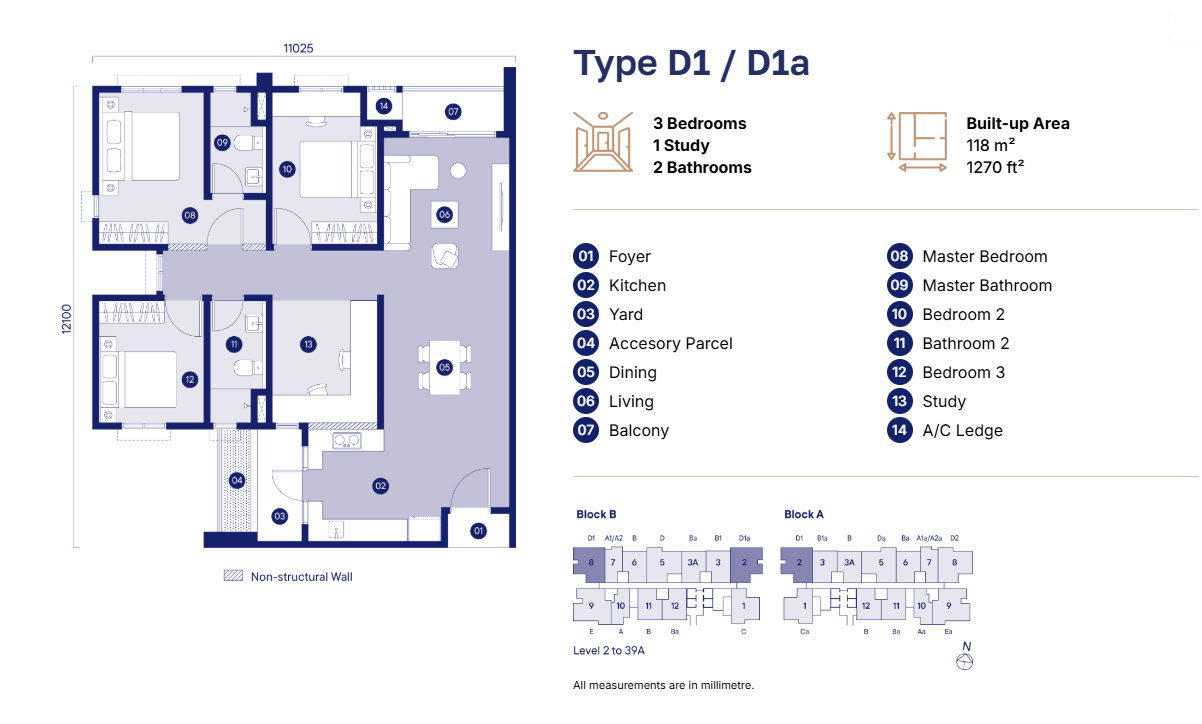 11025
12100
14
07
09
10
08
06
11
13
12
05
04
02
03
01
Non-structural Wall
Type D1 / D1a
3 Bedrooms
1 Study
2 Bathrooms
Built-up Area
118 m²
1270 ft²
01 Foyer
02 Kitchen
03 Yard
04 Accesory Parcel
05 Dining
06 Living
07 Balcony
08 Master Bedroom
09 Master Bathroom
10 Bedroom 2
11 Bathroom 2
12 Bedroom 3
13 Study
14 A/C Ledge
Block B
D1 A1/A2 B D Ba B1 D1a
8 7 6 5 3A 3 2
9 10 11 12 1
E A B Ba C
Block A
D1 B1a B Da Ba A1a/A2a D2
2 3 3A 5 6 7 8
1 12 11 10 9
Ca B Ba Aa Ea
Level 2 to 39A
N
All measurements are in millimetre.